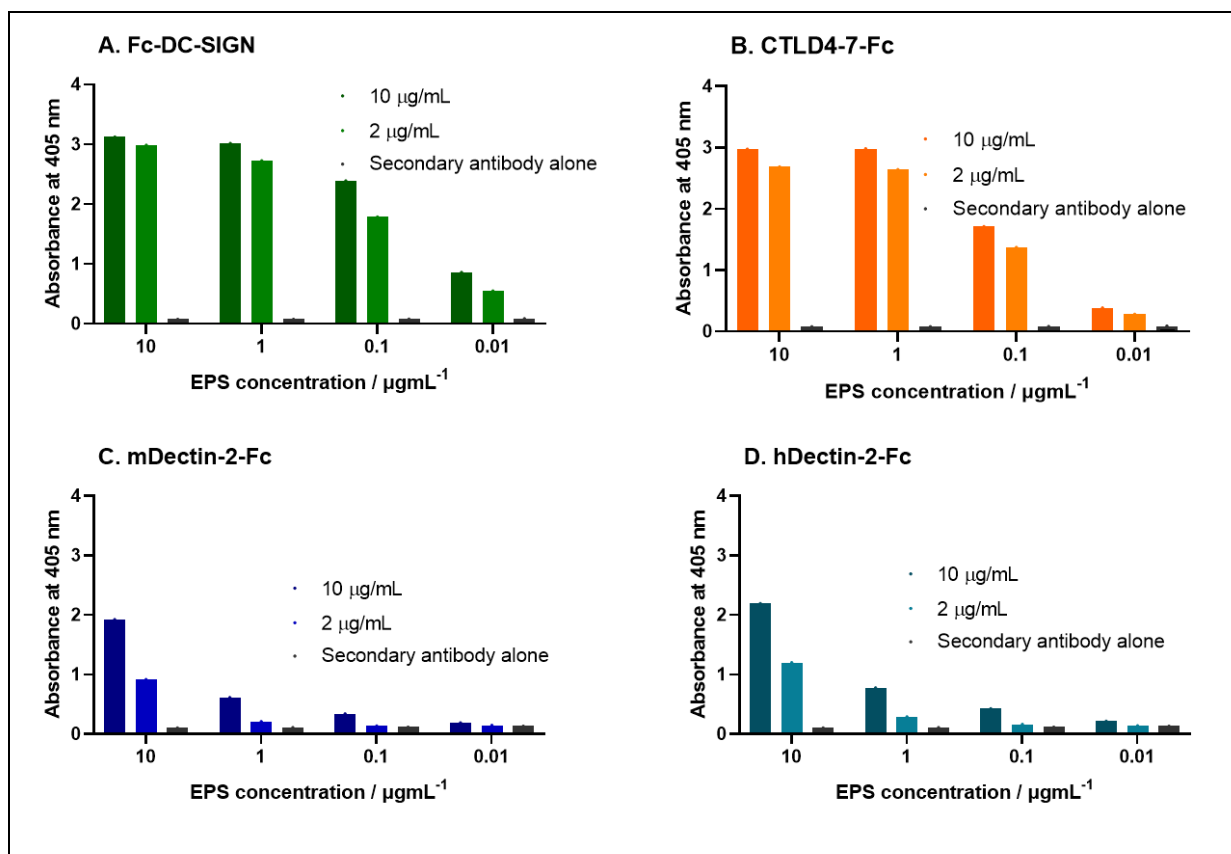 A. Fc-DC-SIGN
Absorbance at 405 nm
4
3
2
1
0
10 μg/mL
2 μg/mL
Secondary antibody alone
10 1 0.1 0.01
EPS concentration / µgmL⁻¹
B. CTLD4-7-Fc
Absorbance at 405 nm
4
3
2
1
0
10 μg/mL
2 μg/mL
Secondary antibody alone
10 1 0.1 0.01
EPS concentration / µgmL⁻¹
C. mDectin-2-Fc
Absorbance at 405 nm
4
3
2
1
0
10 μg/mL
2 μg/mL
Secondary antibody alone
10 1 0.1 0.01
EPS concentration / µgmL⁻¹
D. hDectin-2-Fc
Absorbance at 405 nm
4
3
2
1
0
10 μg/mL
2 μg/mL
Secondary antibody alone
10 1 0.1 0.01
EPS concentration / µgmL⁻¹